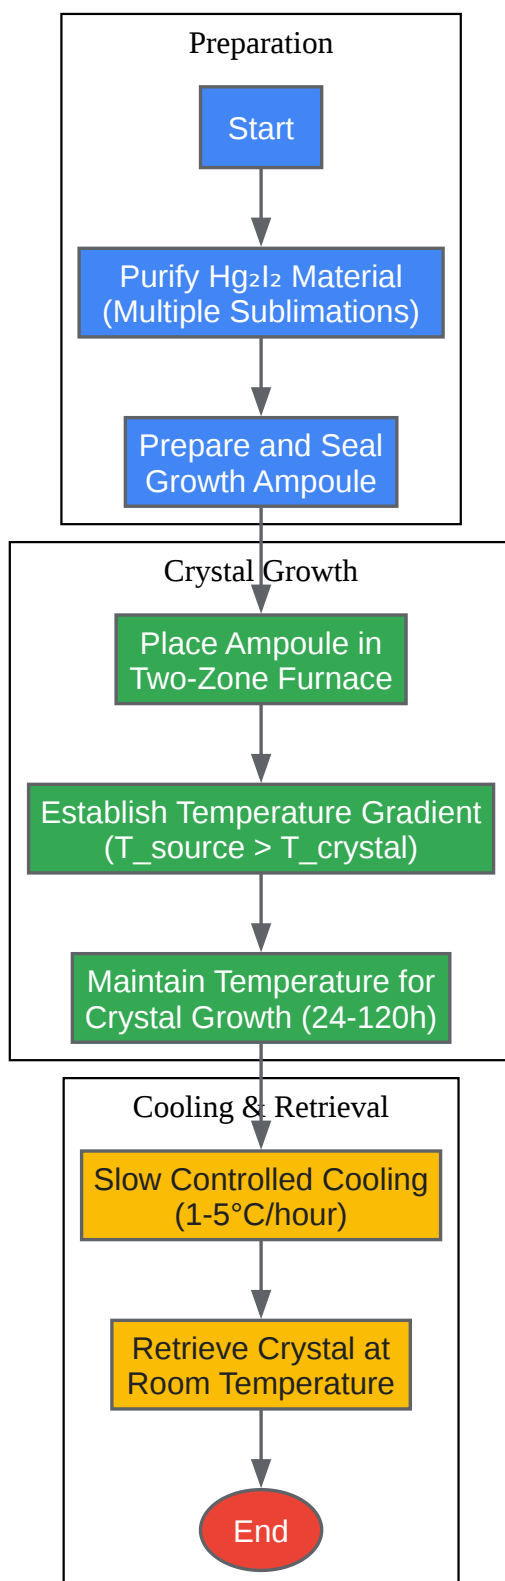 Preparation
Start
Purify Hg₂I₂ Material
(Multiple Sublimations)
Prepare and Seal
Growth Ampoule
Crystal Growth
Place Ampoule in
Two-Zone Furnace
Establish Temperature Gradient
(T_source > T_crystal)
Maintain Temperature for
Crystal Growth (24-120h)
Cooling & Retrieval
Slow Controlled Cooling
(1-5°C/hour)
Retrieve Crystal at
Room Temperature
End